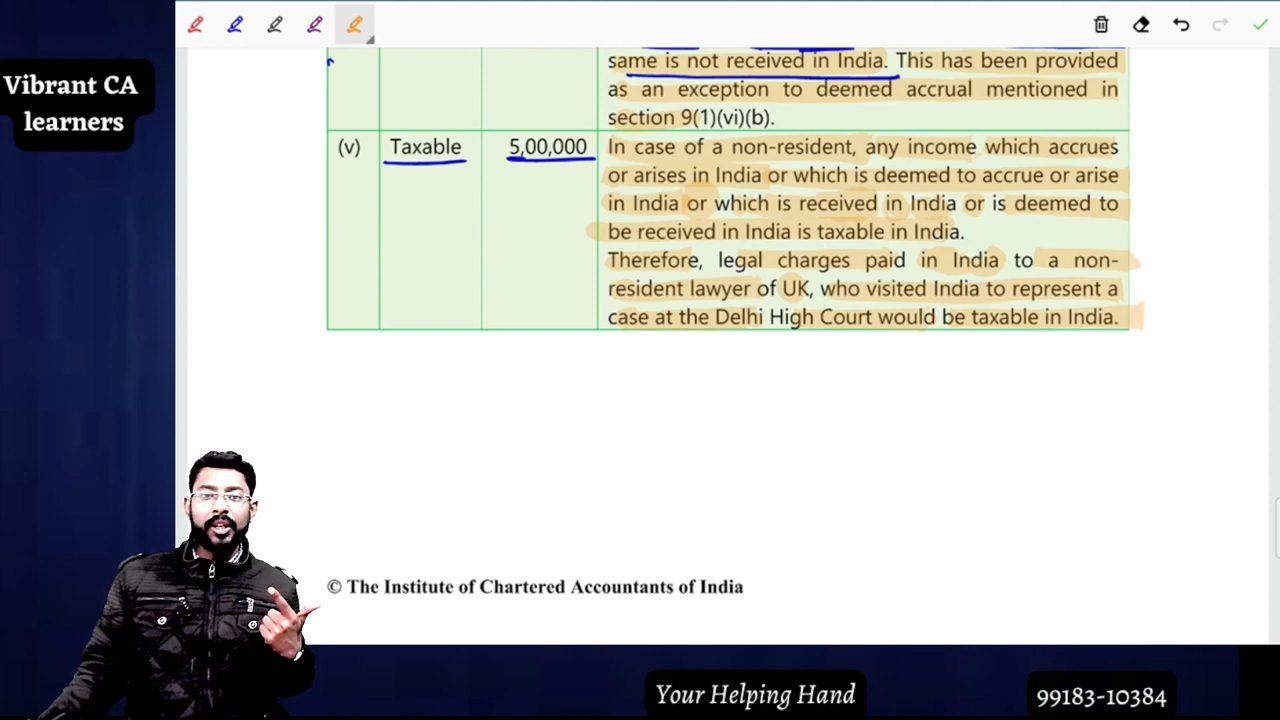 Vibrant CA
learners
same is not received in India. This has been provided
as an exception to deemed accrual mentioned in
section 9(1)(vi)(b).
(v) Taxable 5,00,000 In case of a non-resident, any income which accrues
or arises in India or which is deemed to accrue or arise
in India or which is received in India or is deemed to
be received in India is taxable in India.
Therefore, legal charges paid in India to a non-
resident lawyer of UK, who visited India to represent a
case at the Delhi High Court would be taxable in India.
© The Institute of Chartered Accountants of India
Your Helping Hand
99183-10384